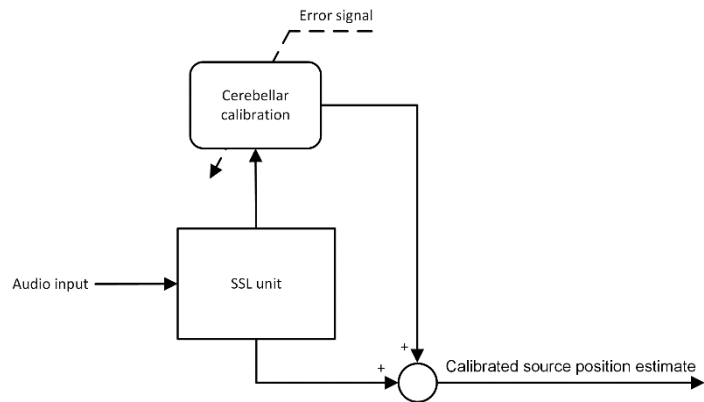 Error signal
Cerebellar
calibration
Audio input
SSL unit
+
+
Calibrated source position estimate